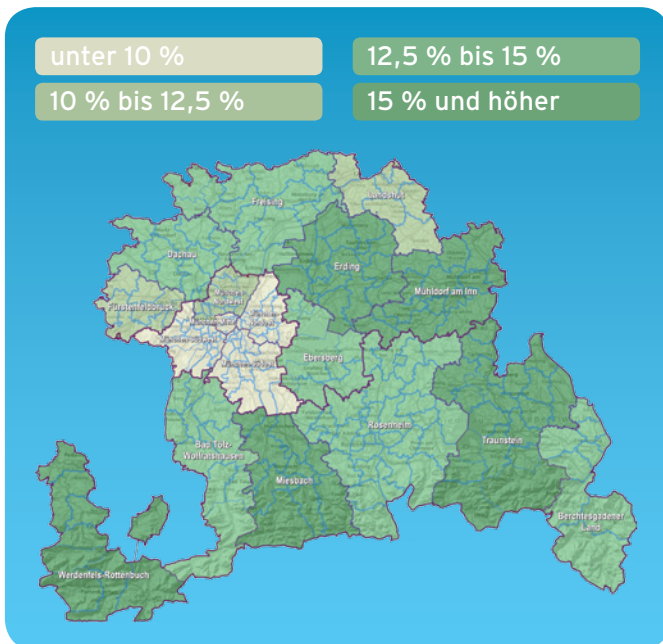 unter 10 %
12,5 % bis 15 %
10 % bis 12,5 %
15 % und höher
Landshut
Freising
Dachau
Erding
Mühldorf am Inn
Fürstenfeldbruck
Ebersberg
Rosenheim
Traunstein
Bad Tölz-
Wolfratshausen
Miesbach
Berchtesgadener
Land
Werdenfels-Rottenbuch